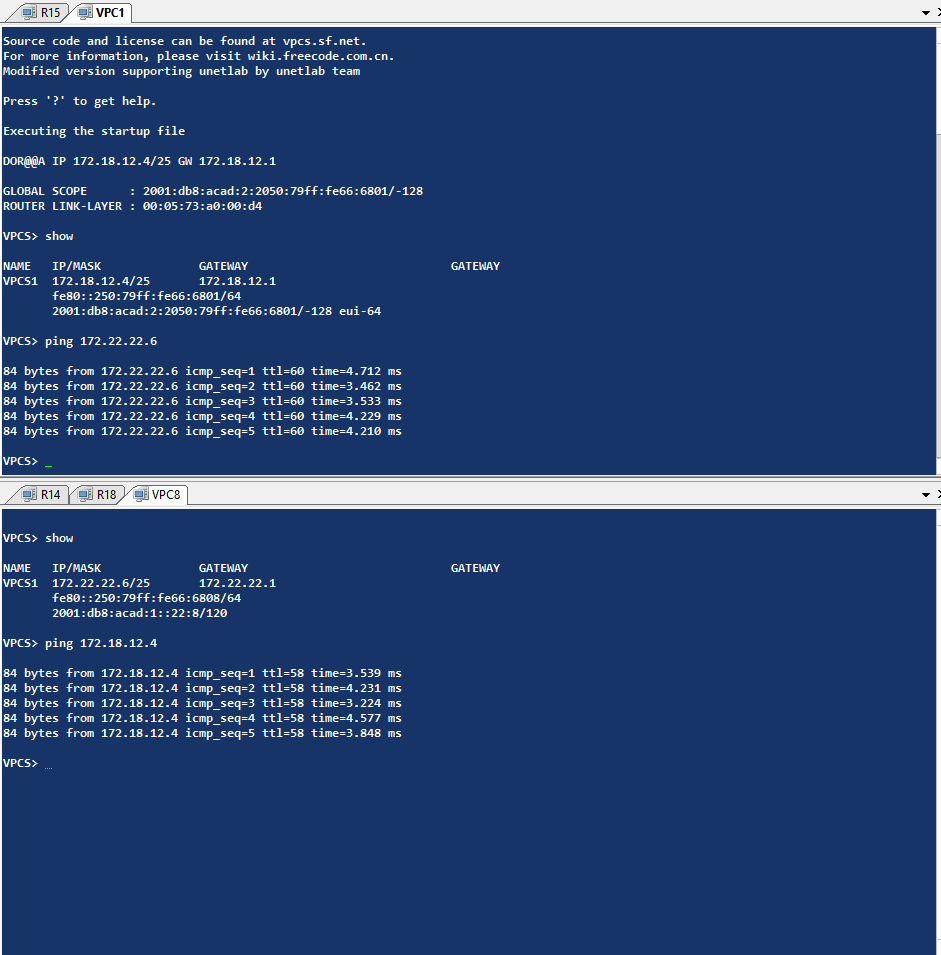 R15 VPC1
Source code and license can be found at vpcs.sf.net.
For more information, please visit wiki.freecode.com.cn.
Modified version supporting unetlab by unetlab team
Press '?' to get help.
Executing the startup file
DOR@@A IP 172.18.12.4/25 GW 172.18.12.1
GLOBAL SCOPE      : 2001:db8:acad:2:2050:79ff:fe66:6801/-128
ROUTER LINK-LAYER : 00:05:73:a0:00:d4
VPCS> show
NAME   IP/MASK              GATEWAY                             GATEWAY
VPCS1  172.18.12.4/25       172.18.12.1
fe80::250:79ff:fe66:6801/64
2001:db8:acad:2:2050:79ff:fe66:6801/-128 eui-64
VPCS> ping 172.22.22.6
84 bytes from 172.22.22.6 icmp_seq=1 ttl=60 time=4.712 ms
84 bytes from 172.22.22.6 icmp_seq=2 ttl=60 time=3.462 ms
84 bytes from 172.22.22.6 icmp_seq=3 ttl=60 time=3.533 ms
84 bytes from 172.22.22.6 icmp_seq=4 ttl=60 time=4.229 ms
84 bytes from 172.22.22.6 icmp_seq=5 ttl=60 time=4.210 ms
VPCS> _
R14 R18 VPC8
VPCS> show
NAME   IP/MASK              GATEWAY                             GATEWAY
VPCS1  172.22.22.6/25       172.22.22.1
fe80::250:79ff:fe66:6808/64
2001:db8:acad:1::22:8/120
VPCS> ping 172.18.12.4
84 bytes from 172.18.12.4 icmp_seq=1 ttl=58 time=3.539 ms
84 bytes from 172.18.12.4 icmp_seq=2 ttl=58 time=4.231 ms
84 bytes from 172.18.12.4 icmp_seq=3 ttl=58 time=3.224 ms
84 bytes from 172.18.12.4 icmp_seq=4 ttl=58 time=4.577 ms
84 bytes from 172.18.12.4 icmp_seq=5 ttl=58 time=3.848 ms
VPCS> _